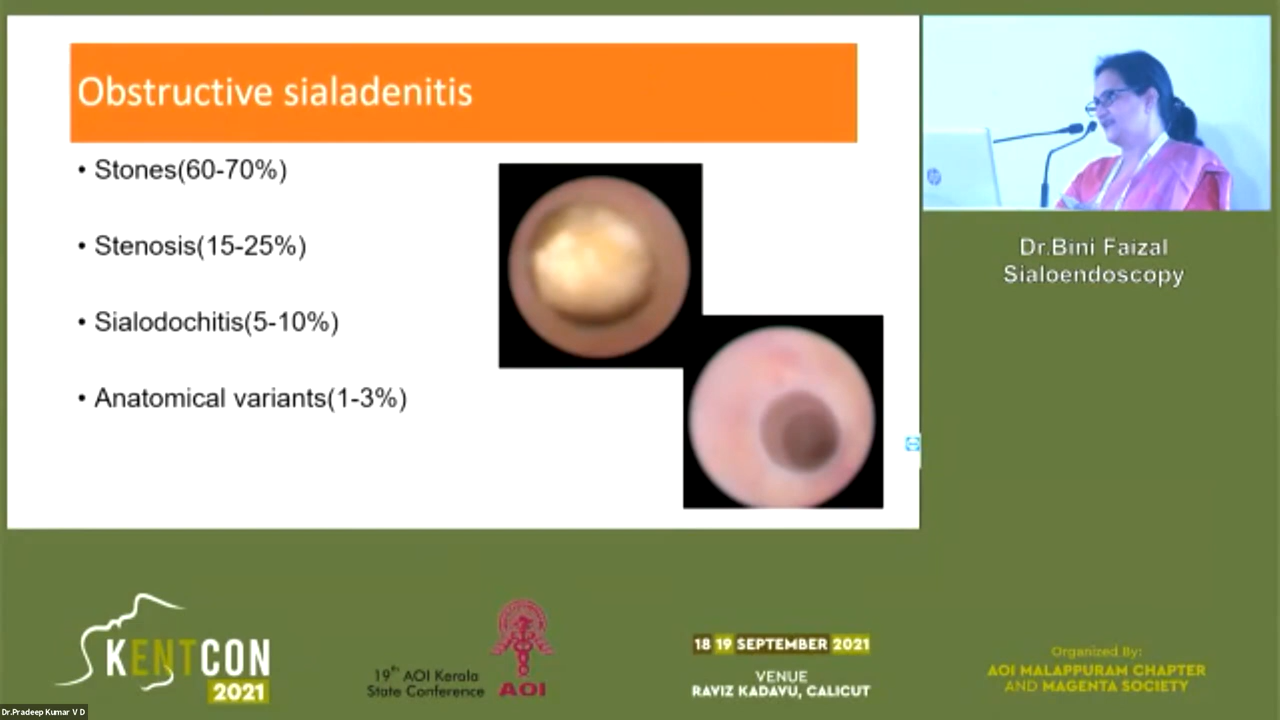 Obstructive sialadenitis
• Stones(60-70%)
• Stenosis(15-25%)
• Sialodochitis(5-10%)
• Anatomical variants(1-3%)
hp
Dr.Bini Faizal
Sialoendoscopy
KENTCON
2021
19th AOI Kerala
State Conference
AOI
18 19 SEPTEMBER 2021
VENUE
RAVIZ KADAVU, CALICUT
Organized By:
AOI MALAPPURAM CHAPTER
AND MAGENTA SOCIETY
Dr.Pradeep Kumar V D